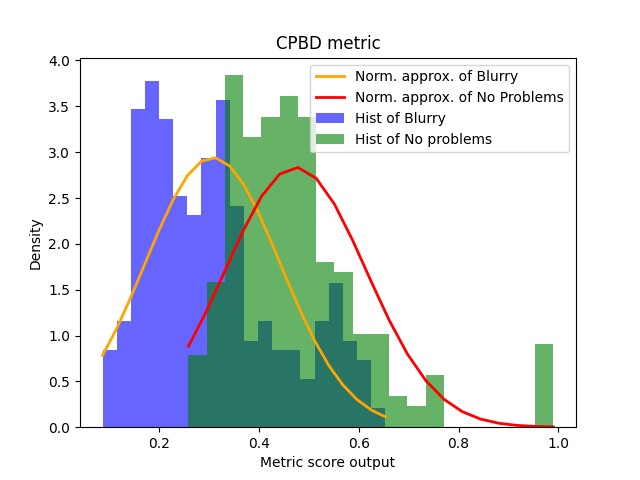 CPBD metric
Norm. approx. of Blurry
Norm. approx. of No Problems
Hist of Blurry
Hist of No problems
Density
4.0
3.5
3.0
2.5
2.0
1.5
1.0
0.5
0.0
0.2 0.4 0.6 0.8 1.0
Metric score output